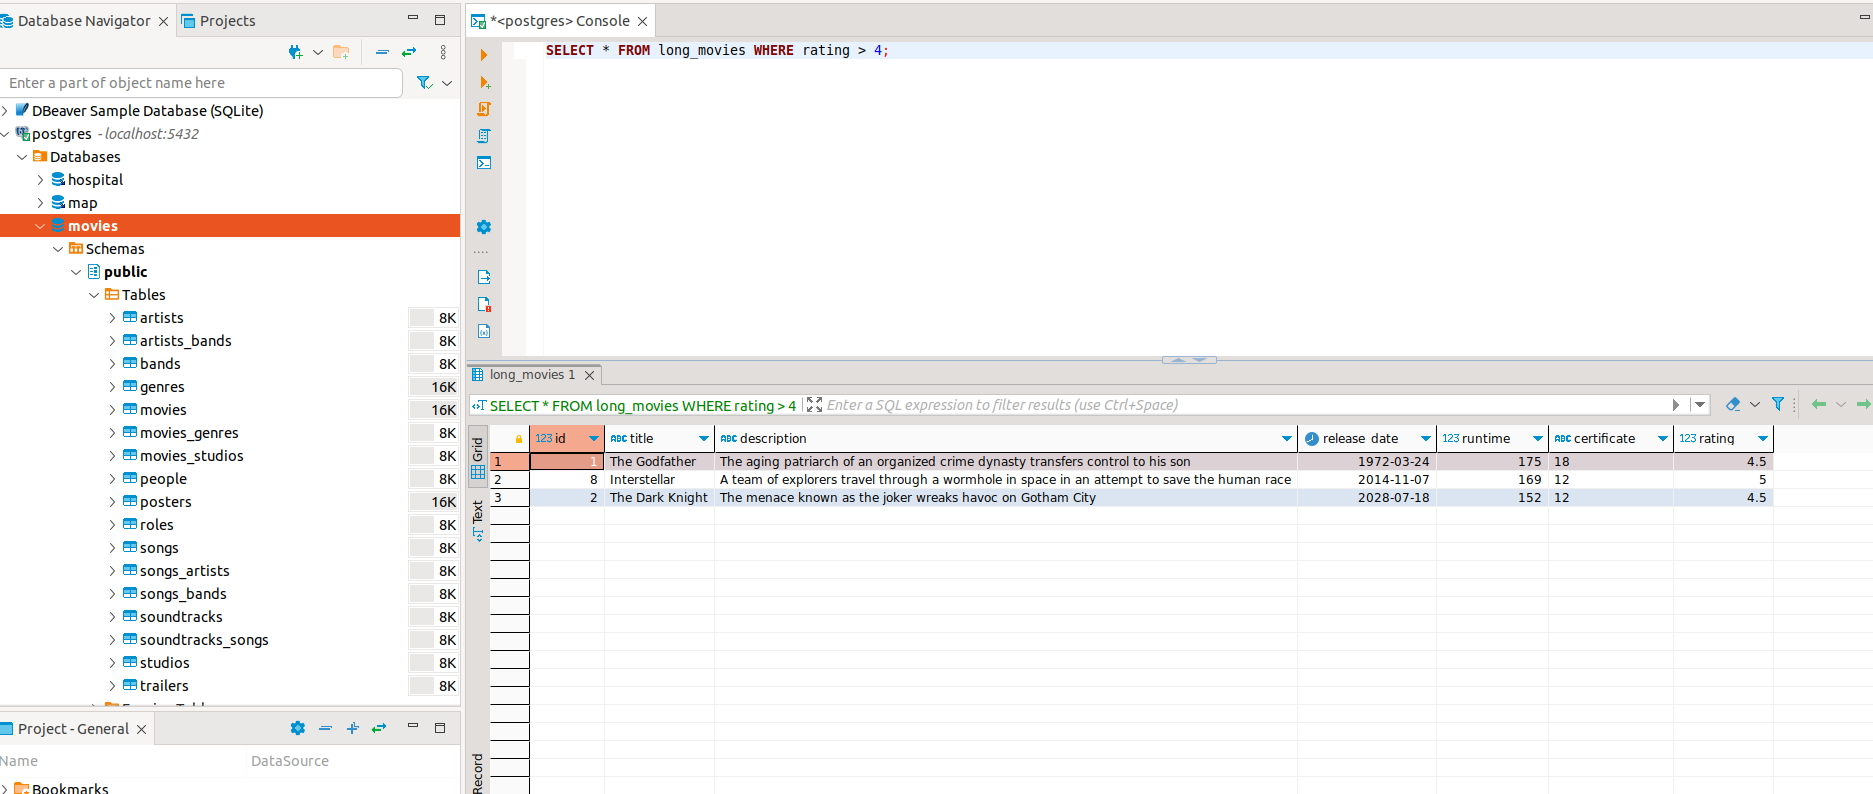 Database Navigator
Projects
Enter a part of object name here
DBeaver Sample Database (SQLite)
postgres - localhost:5432
Databases
hospital
map
movies
Schemas
public
Tables
artists 8K
artists_bands 8K
bands 8K
genres 16K
movies 16K
movies_genres 8K
movies_studios 8K
people 8K
posters 16K
roles 8K
songs 8K
songs_artists 8K
songs_bands 8K
soundtracks 8K
soundtracks_songs 8K
studios 8K
trailers 8K
Project - General
Name DataSource
Bookmarks
*<postgres> Console
SELECT * FROM long_movies WHERE rating > 4;
long_movies 1
SELECT * FROM long_movies WHERE rating > 4 Enter a SQL expression to filter results (use Ctrl+Space)
Grid
Text
Record
123 id ABC title ABC description release_date 123 runtime ABC certificate 123 rating
1 1 The Godfather The aging patriarch of an organized crime dynasty transfers control to his son 1972-03-24 175 18 4.5
2 8 Interstellar A team of explorers travel through a wormhole in space in an attempt to save the human race 2014-11-07 169 12 5
3 2 The Dark Knight The menace known as the joker wreaks havoc on Gotham City 2028-07-18 152 12 4.5